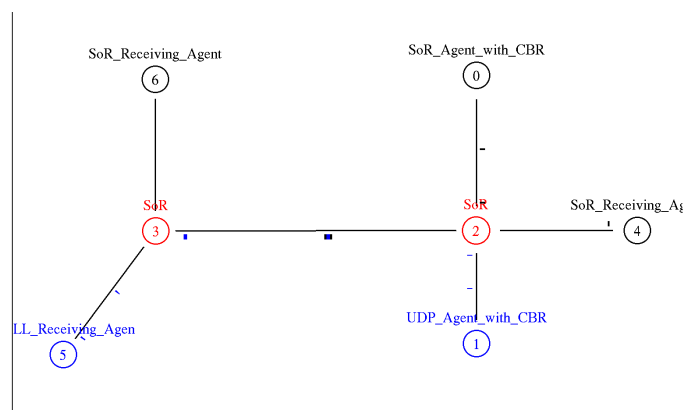 SoR_Receiving_Agent
SoR_Agent_with_CBR
6
0
SoR
SoR
SoR_Receiving_Ag
3
2
4
LL_Receiving_Agen
UDP_Agent_with_CBR
5
1